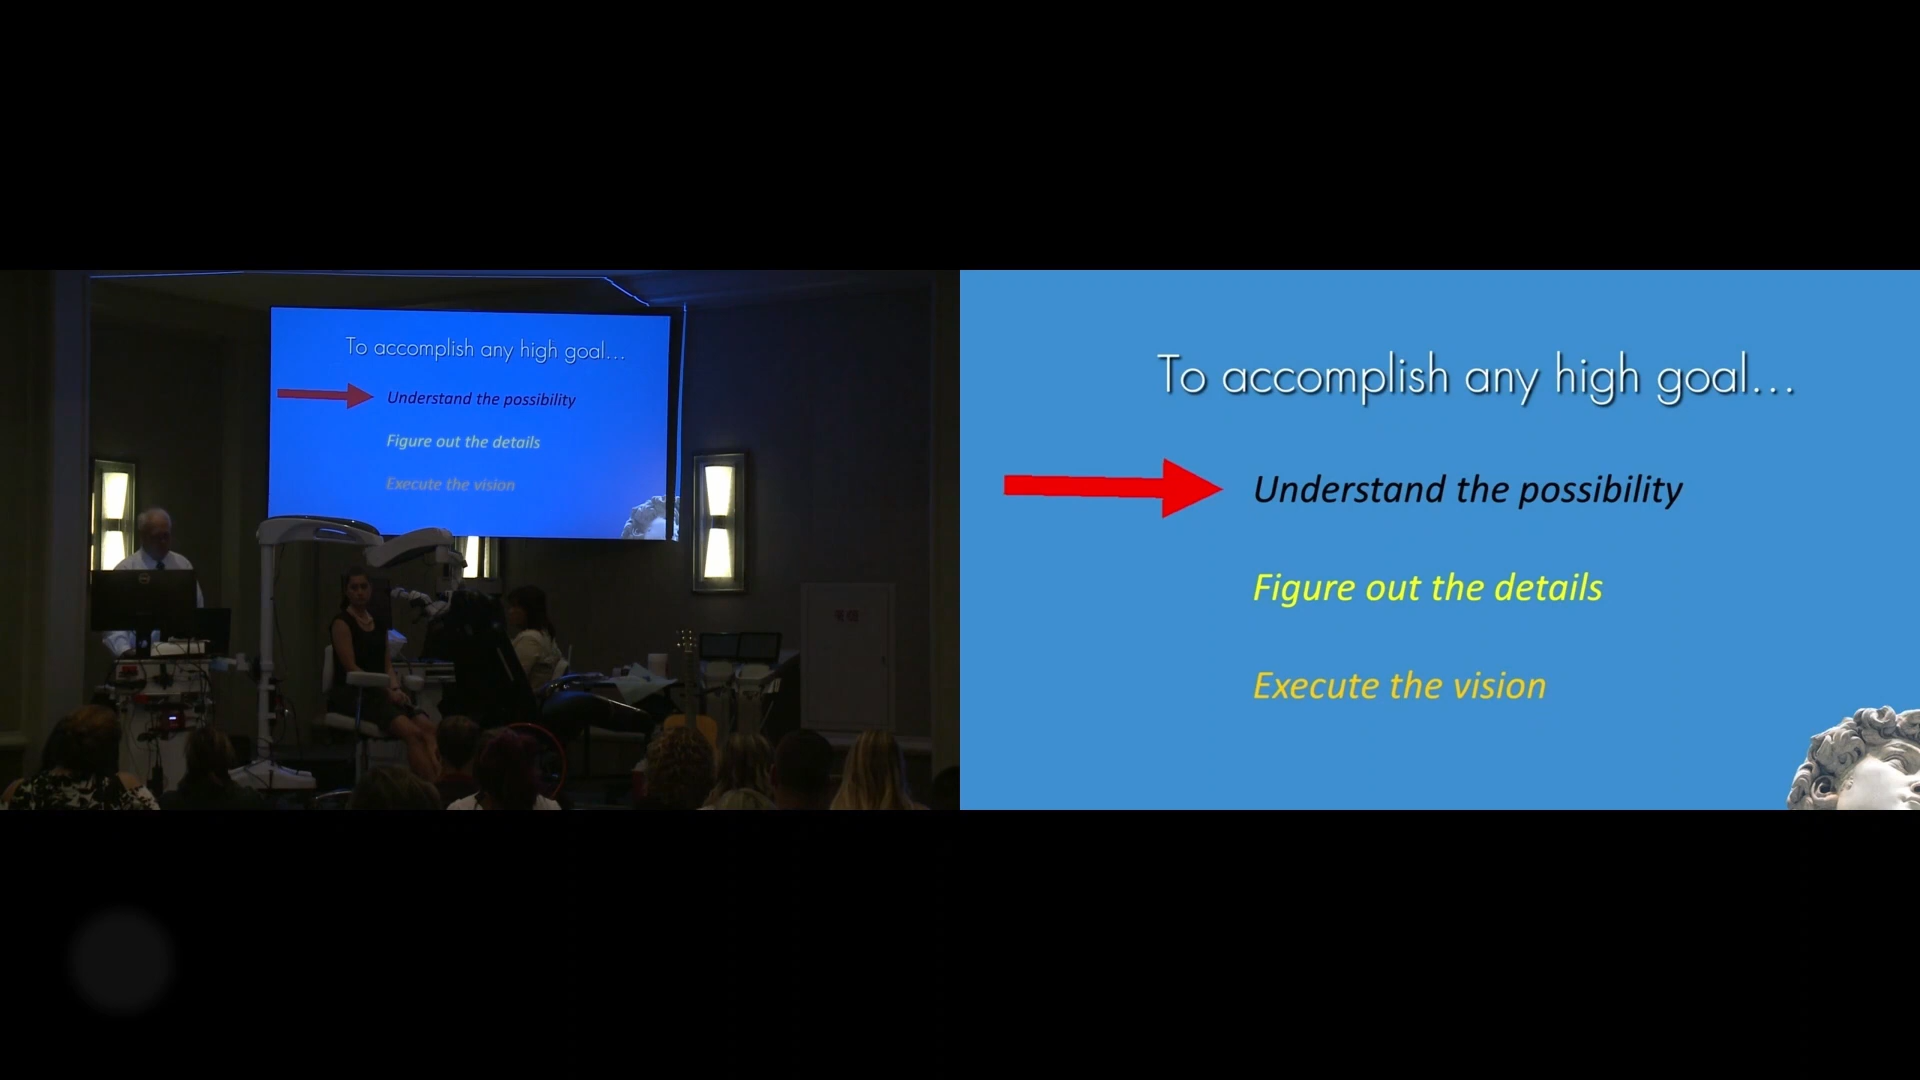 To accomplish any high goal...
Understand the possibility
Figure out the details
Execute the vision
To accomplish any high goal...
Understand the possibility
Figure out the details
Execute the vision